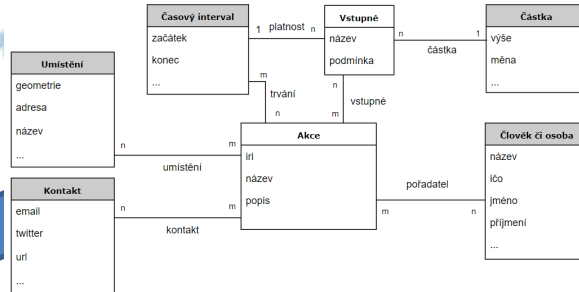 Časový interval
začátek
konec
...
1 platnost n
Vstupné
název
podmínka
n částka 1
Částka
výše
měna
...
Umístění
geometrie
adresa
název
...
m
trvání
n
n
vstupné
m
Akce
iri
název
popis
n umístění m
Člověk či osoba
název
ičo
jméno
příjmení
...
pořadatel
m n
Kontakt
email
twitter
url
...
n kontakt m